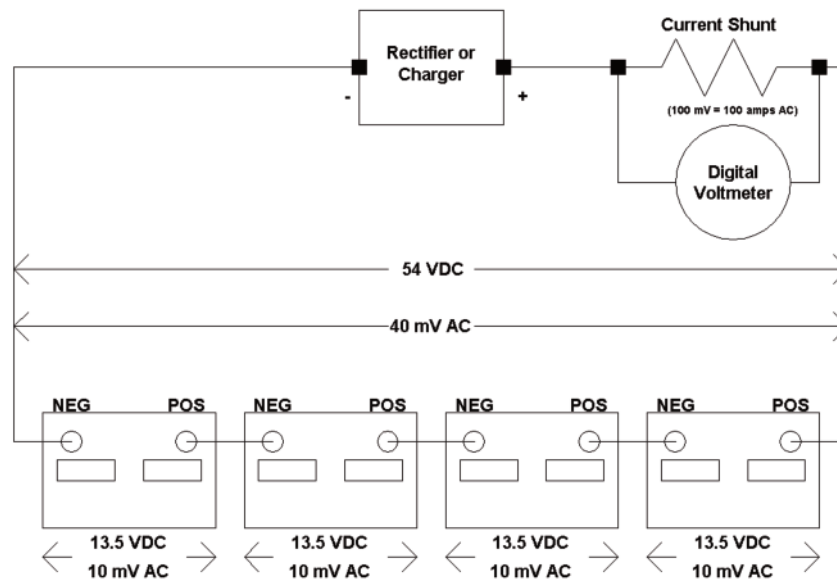 Current Shunt
Rectifier or
Charger
- +
(100 mV = 100 amps AC)
Digital
Voltmeter
54 VDC
40 mV AC
NEG POS NEG POS NEG POS NEG POS
13.5 VDC 13.5 VDC 13.5 VDC 13.5 VDC
10 mV AC 10 mV AC 10 mV AC 10 mV AC